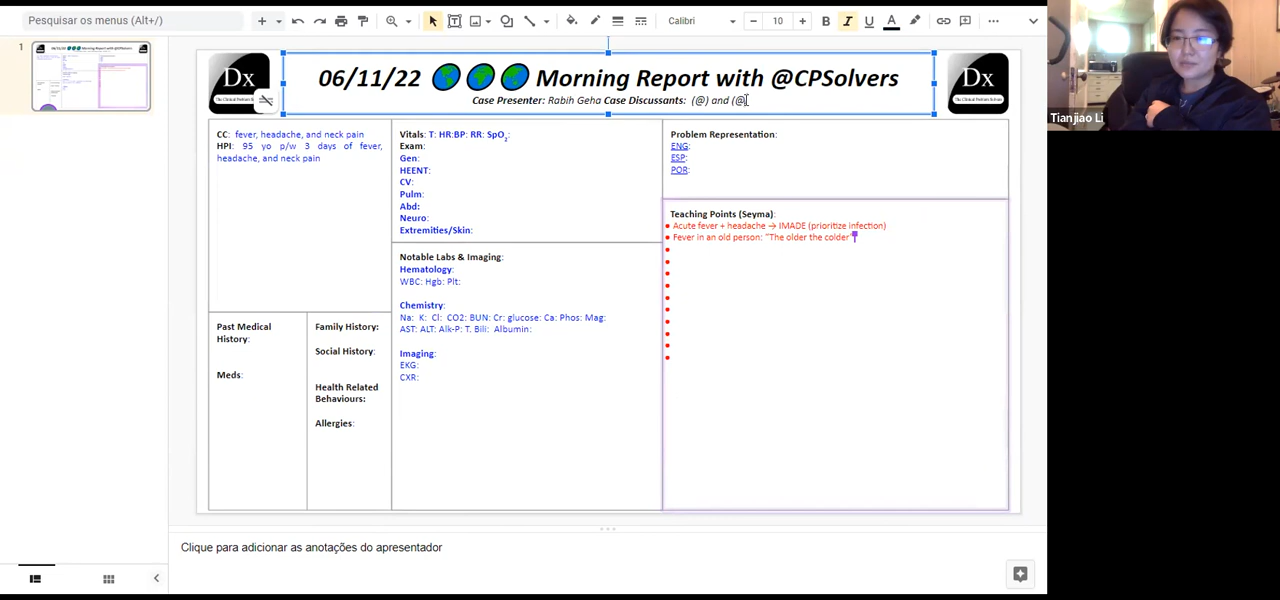 Pesquisar os menus (Alt+/)
Calibri
10
B I U A
1
06/11/22 Morning Report with @CPSolvers
Case Presenter: Rabih Geha Case Discussants: (@) and (@
Dx
Dx
Tianjiao Li
CC: fever, headache, and neck pain
HPI: 95 yo p/w 3 days of fever,
headache, and neck pain
Past Medical
History:
Meds:
Family History:
Social History:
Health Related
Behaviours:
Allergies:
Vitals: T: HR:BP: RR: SpO2:
Exam:
Gen:
HEENT:
CV:
Pulm:
Abd:
Neuro:
Extremities/Skin:
Notable Labs & Imaging:
Hematology:
WBC: Hgb: Plt:
Chemistry:
Na: K: Cl: CO2: BUN: Cr: glucose: Ca: Phos: Mag:
AST: ALT: Alk-P: T. Bili: Albumin:
Imaging:
EKG:
CXR:
Problem Representation:
ENG:
ESP:
POR:
Teaching Points (Seyma):
Acute fever + headache → IMADE (prioritize infection)
Fever in an old person: "The older the colder"
Clique para adicionar as anotações do apresentador